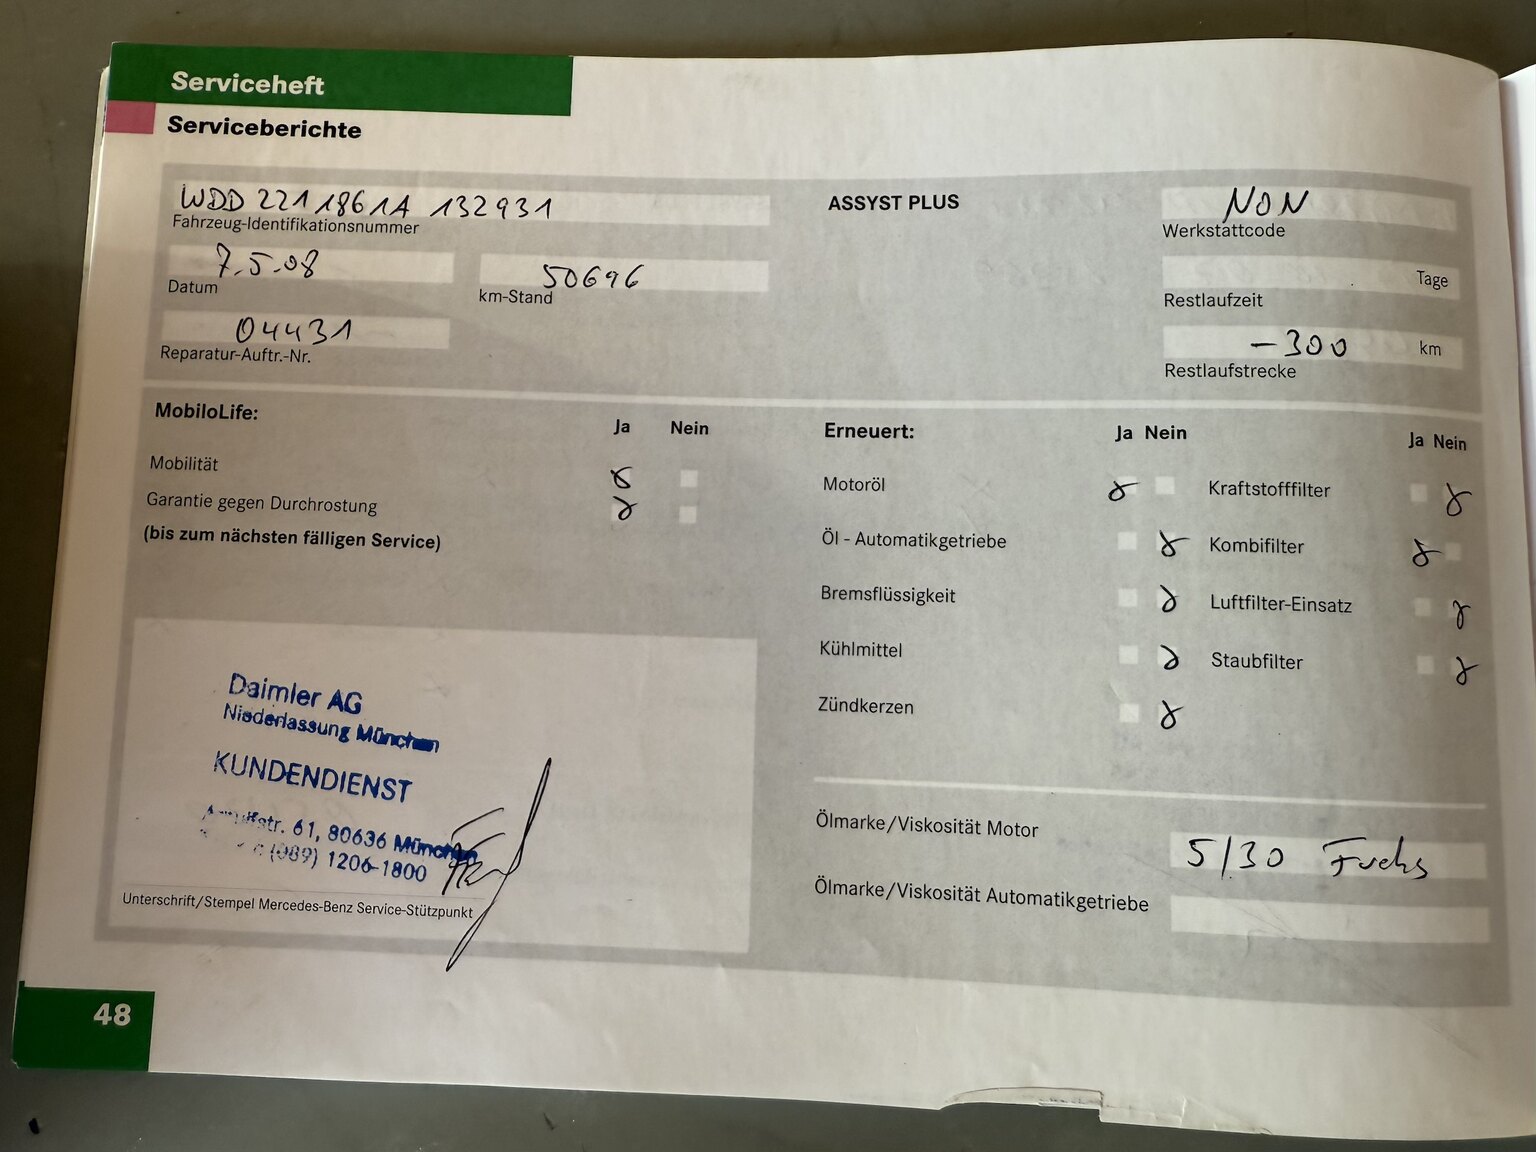 Serviceheft
Serviceberichte
WDD 221 1861A 132931
Fahrzeug-Identifikationsnummer
7.5.08
Datum
50696
km-Stand
04431
Reparatur-Auftr.-Nr.
ASSYST PLUS
NON
Werkstattcode
Tage
Restlaufzeit
-300 km
Restlaufstrecke
MobiloLife:
Ja Nein
Mobilität
Garantie gegen Durchrostung
(bis zum nächsten fälligen Service)
Erneuert:
Ja Nein
Ja Nein
Motoröl
Kraftstofffilter
Öl - Automatikgetriebe
Kombifilter
Bremsflüssigkeit
Luftfilter-Einsatz
Kühlmittel
Staubfilter
Zündkerzen
Daimler AG
Niederlassung München
KUNDENDIENST
61, 80636 München
(089) 1206-1800
Unterschrift/Stempel Mercedes-Benz Service-Stützpunkt
Ölmarke/Viskosität Motor
5/30 Fuchs
Ölmarke/Viskosität Automatikgetriebe
48